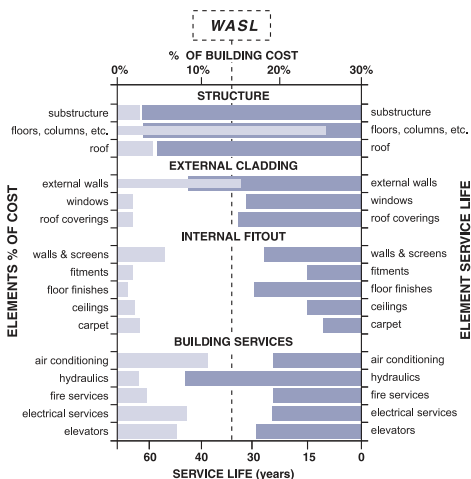 WASL
% OF BUILDING COST
0% 10% 20% 30%
STRUCTURE
substructure substructure
floors, columns, etc. floors, columns, etc.
roof roof
EXTERNAL CLADDING
external walls external walls
windows windows
roof coverings roof coverings
INTERNAL FITOUT
walls & screens walls & screens
fitments fitments
floor finishes floor finishes
ceilings ceilings
carpet carpet
BUILDING SERVICES
air conditioning air conditioning
hydraulics hydraulics
fire services fire services
electrical services electrical services
elevators elevators
60 40 30 15 0
SERVICE LIFE (years)
ELEMENTS % OF COST
ELEMENT SERVICE LIFE